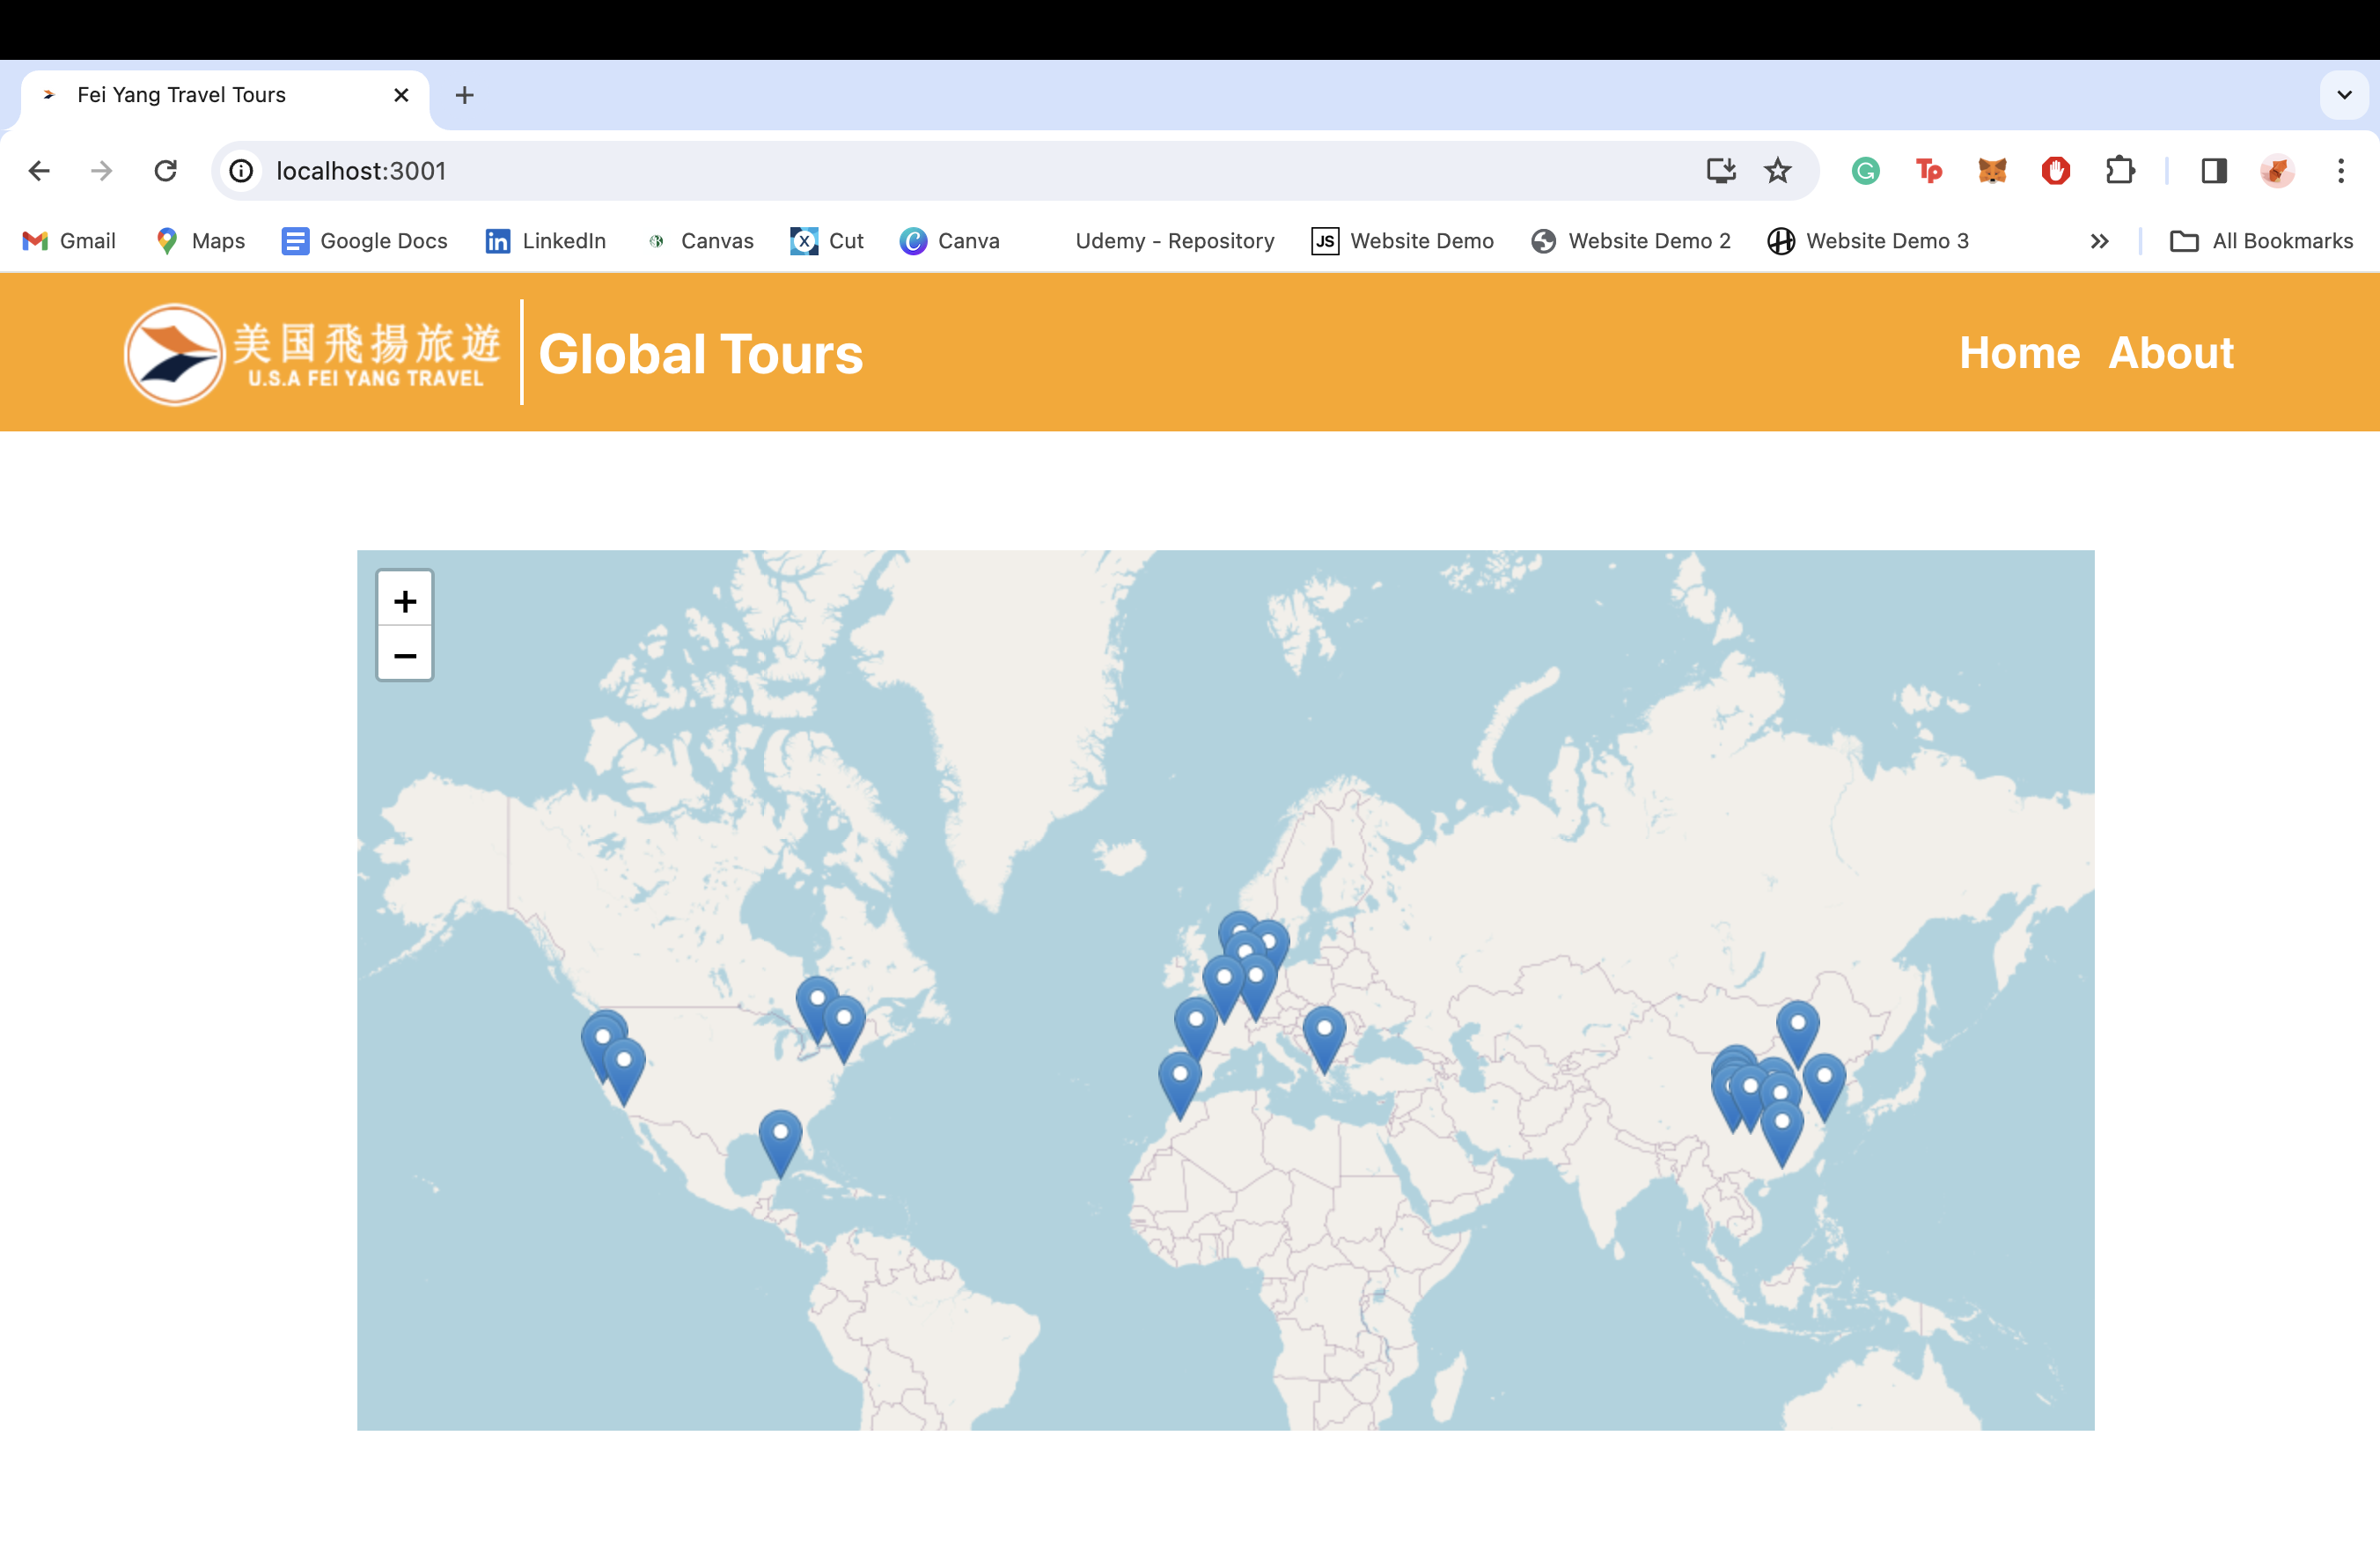 Fei Yang Travel Tours
localhost:3001
Gmail
Maps
Google Docs
LinkedIn
Canvas
Cut
Canva
Udemy - Repository
JS
Website Demo
Website Demo 2
Website Demo 3
All Bookmarks
美国飛揚旅遊
U.S.A FEI YANG TRAVEL
Global Tours
Home
About
+
−